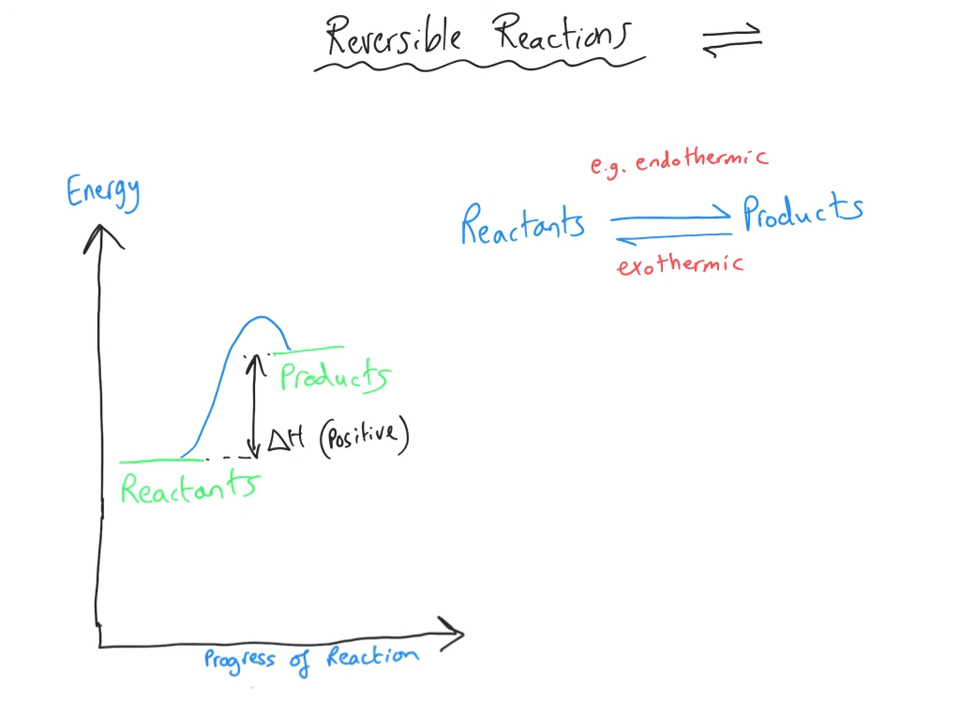 Reversible Reactions ⇌
e.g. endothermic
Reactants ⇌ Products
exothermic
Energy
Products
ΔH (Positive)
Reactants
Progress of Reaction